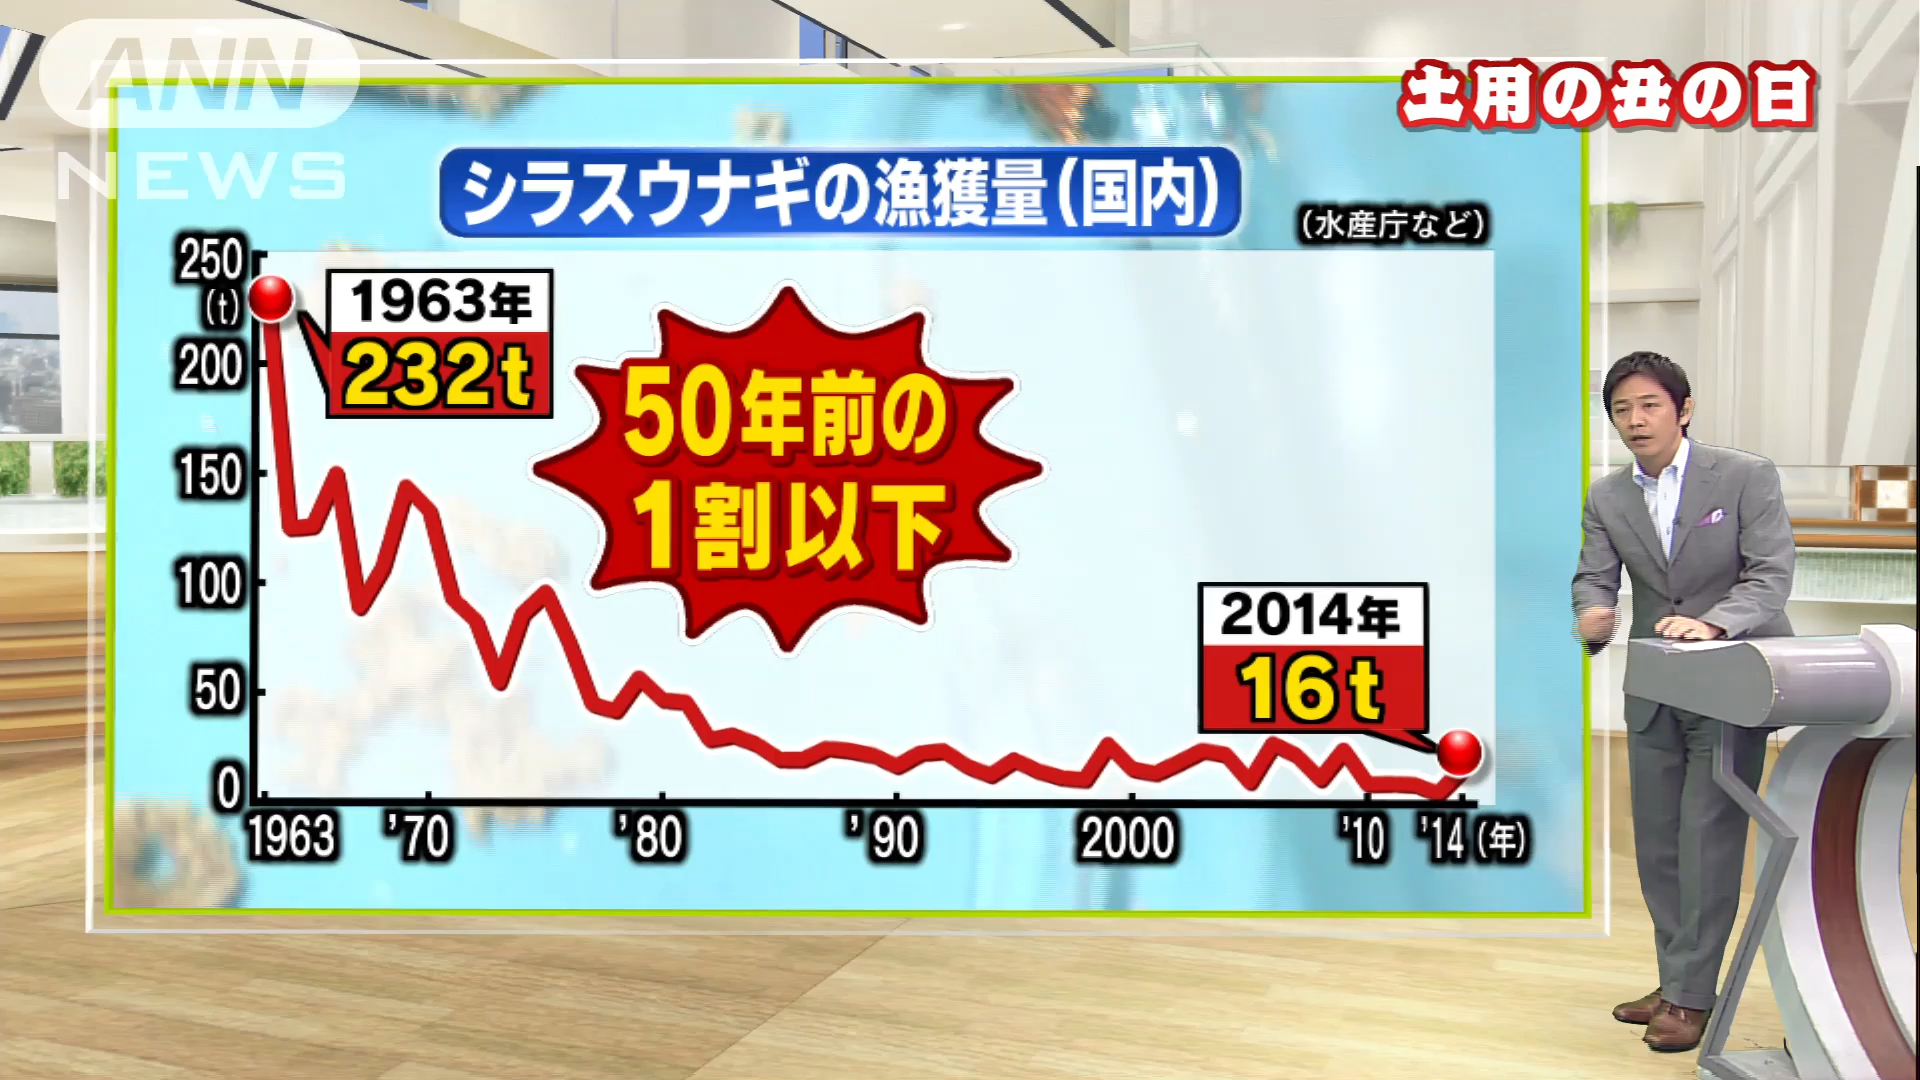 ANN
NEWS
土用の丑の日
シラスウナギの漁獲量(国内)
(水産庁など)
250
(t)
200
150
100
50
0
1963年
232t
50年前の
1割以下
2014年
16t
1963 '70 '80 '90 2000 '10 '14 (年)